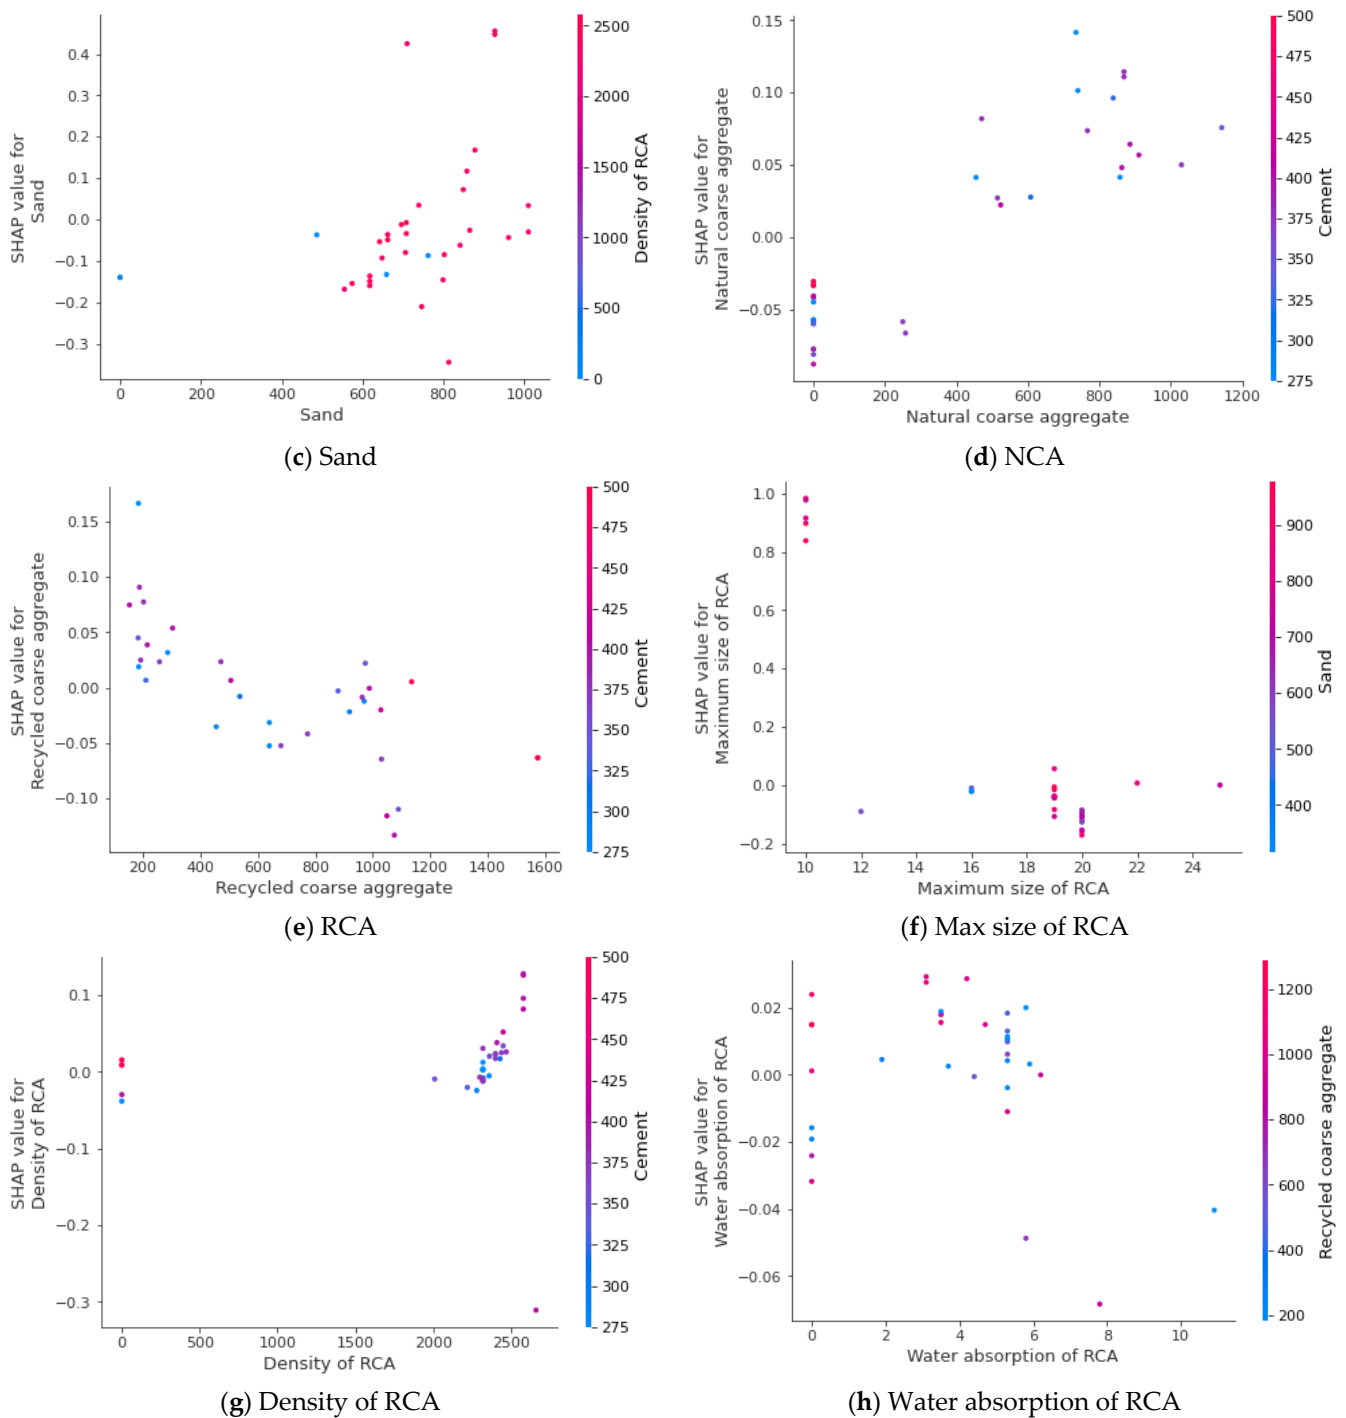 0.4
0.3
0.2
0.1
0.0
−0.1
−0.2
−0.3
SHAP value for
Sand
0 200 400 600 800 1000
Sand
2500
2000
1500
1000
500
0
Density of RCA
(c) Sand
0.15
0.10
0.05
0.00
−0.05
SHAP value for
Natural coarse aggregate
0 200 400 600 800 1000 1200
Natural coarse aggregate
500
475
450
425
400
375
350
325
300
275
Cement
(d) NCA
0.15
0.10
0.05
0.00
−0.05
−0.10
SHAP value for
Recycled coarse aggregate
200 400 600 800 1000 1200 1400 1600
Recycled coarse aggregate
500
475
450
425
400
375
350
325
300
275
Cement
(e) RCA
1.0
0.8
0.6
0.4
0.2
0.0
−0.2
SHAP value for
Maximum size of RCA
10 12 14 16 18 20 22 24
Maximum size of RCA
900
800
700
600
500
400
Sand
(f) Max size of RCA
0.1
0.0
−0.1
−0.2
−0.3
SHAP value for
Density of RCA
0 500 1000 1500 2000 2500
Density of RCA
500
475
450
425
400
375
350
325
300
275
Cement
(g) Density of RCA
0.02
0.00
−0.02
−0.04
−0.06
SHAP value for
Water absorption of RCA
0 2 4 6 8 10
Water absorption of RCA
1200
1000
800
600
400
200
Recycled coarse aggregate
(h) Water absorption of RCA